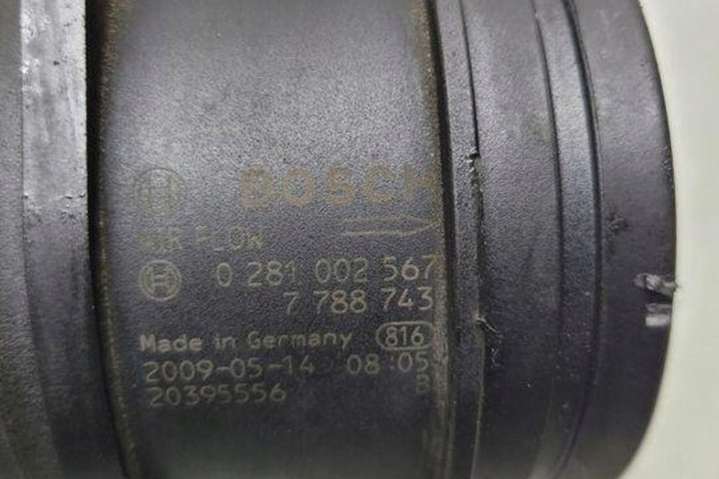 BOSCH
AIR FLOW
0 281 002 567
7 788 743
Made in Germany 816
2009-05-14 08:05
20395556 B